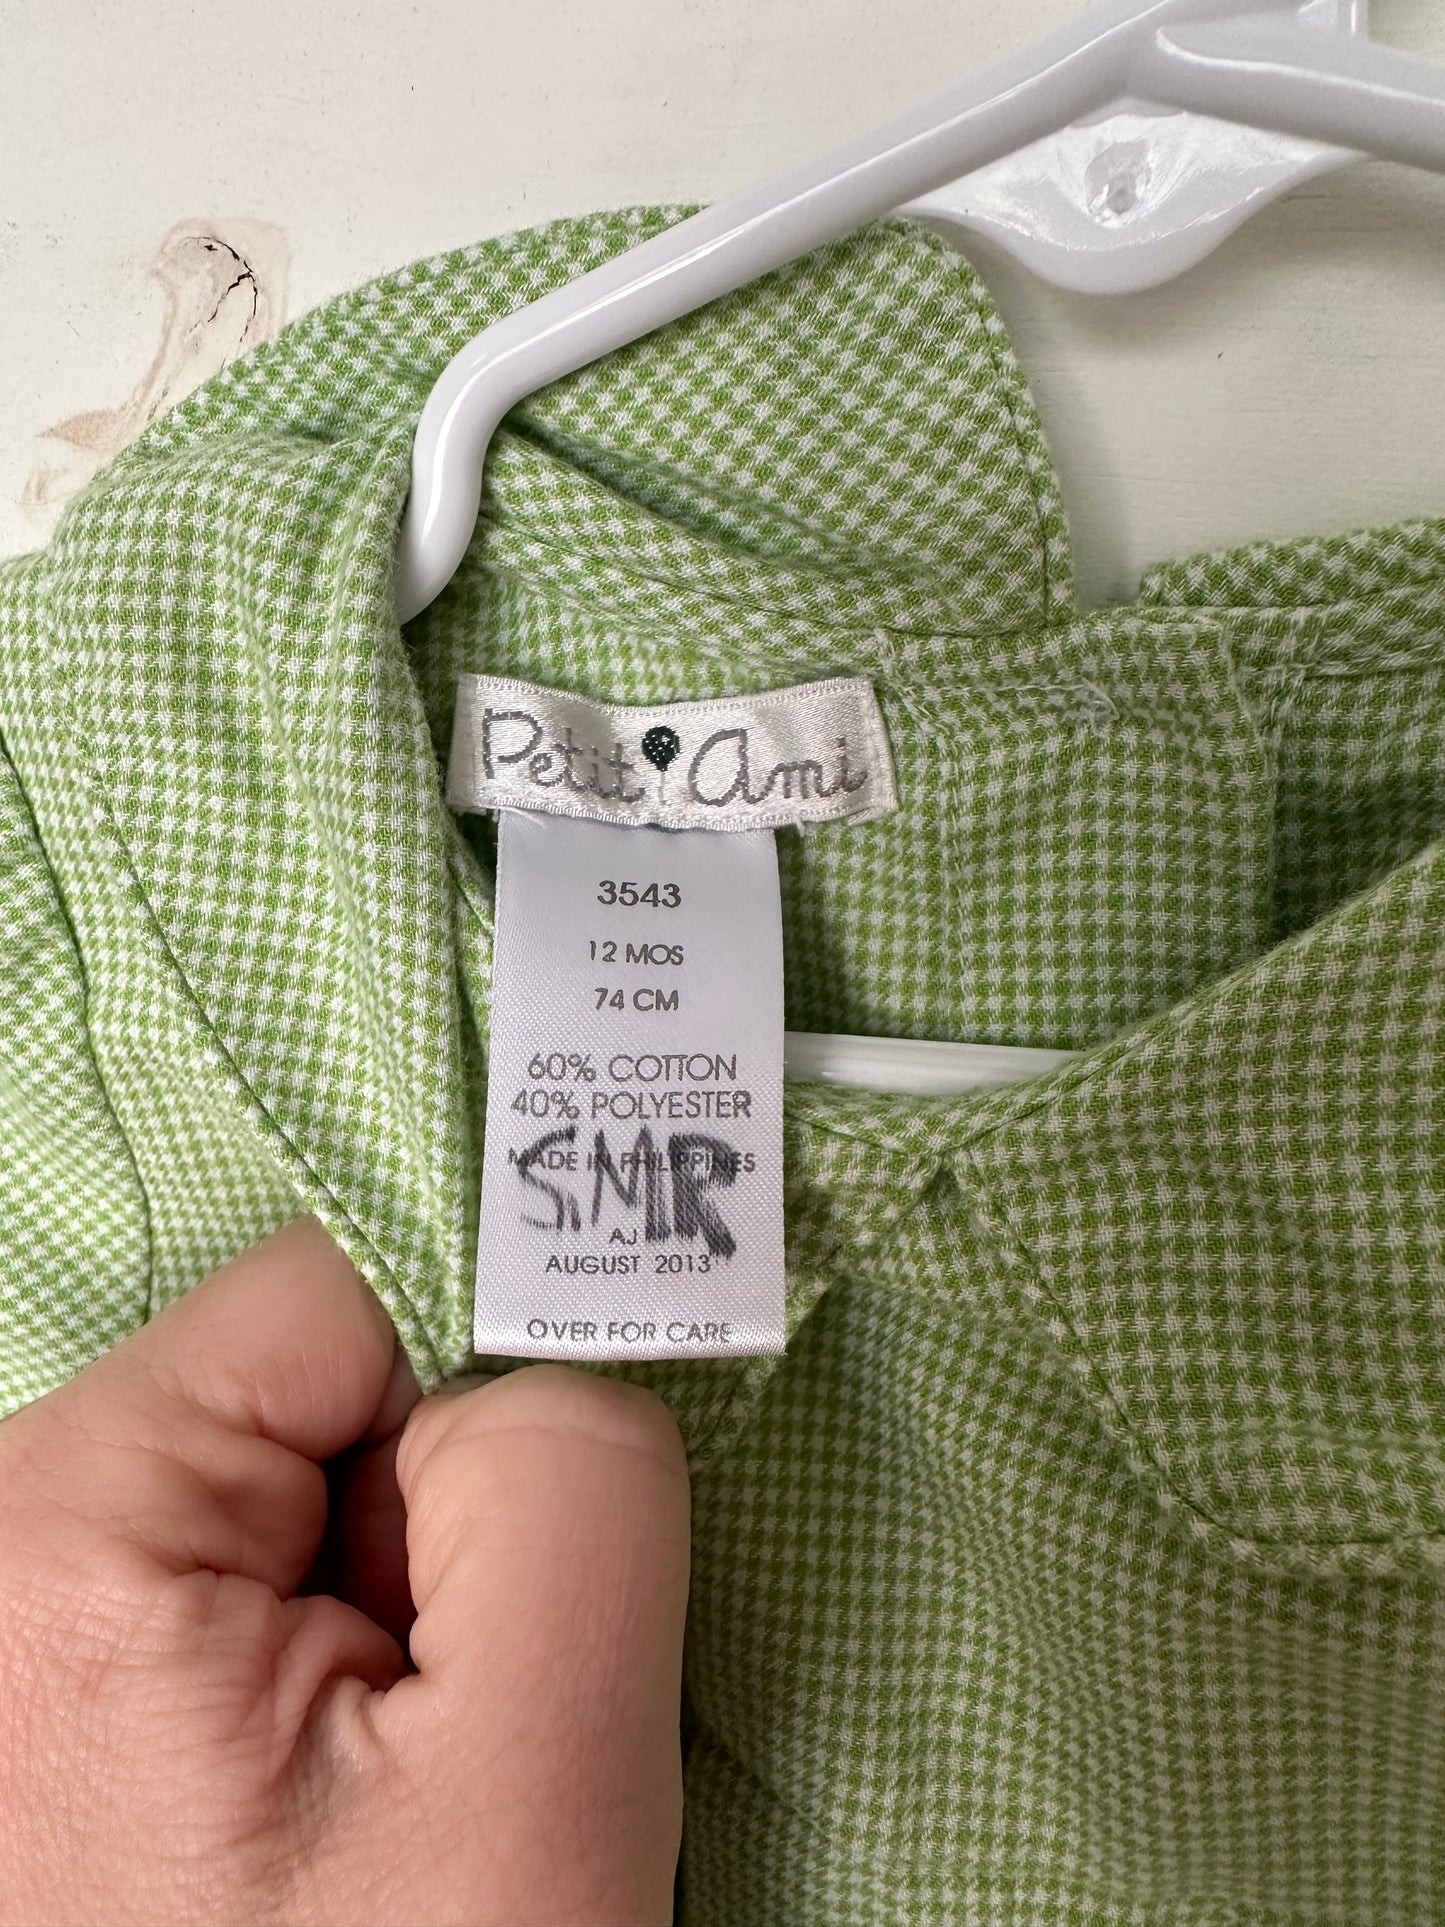 Petit Ami
3543
12 MOS
74 CM
60% COTTON
40% POLYESTER
MADE IN PHILIPPINES
SMR
AJ
AUGUST 2013
OVER FOR CARE